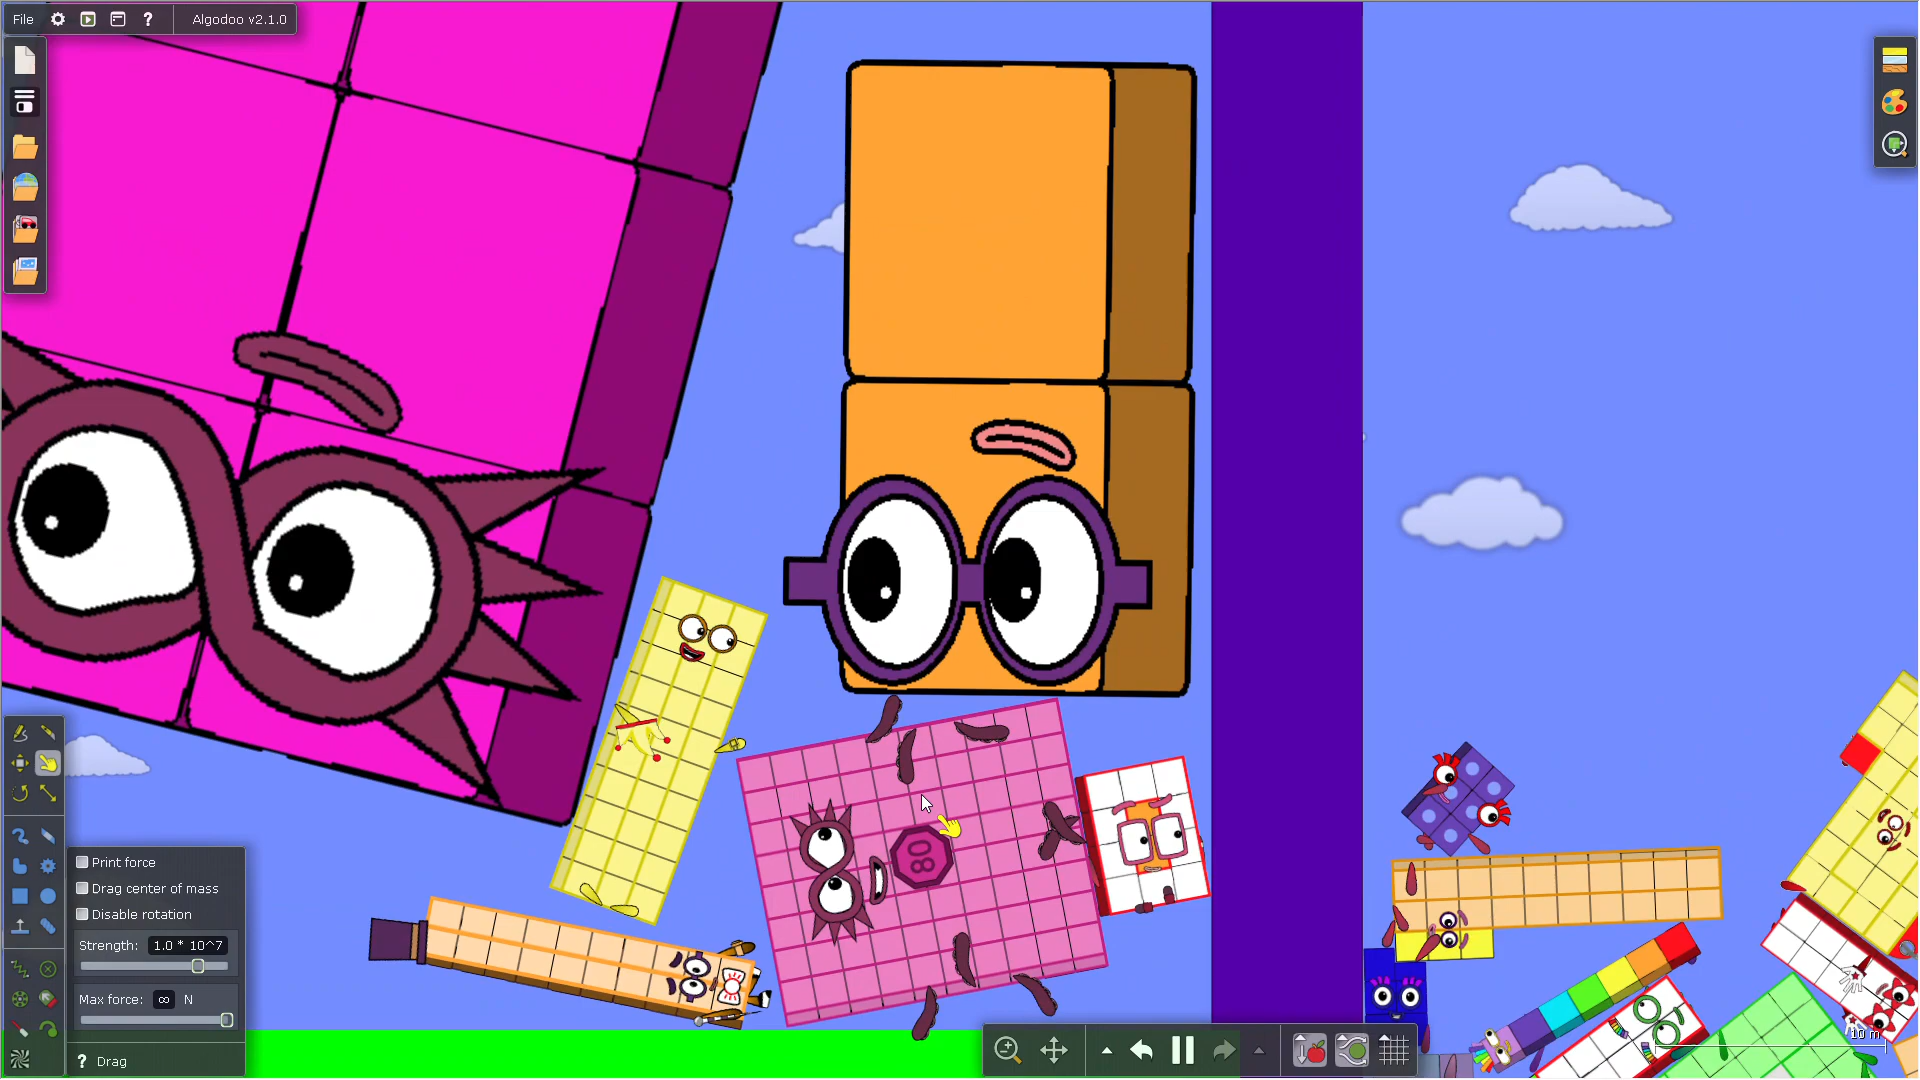 File ? Algodoo v2.1.0
80
Print force
Drag center of mass
Disable rotation
Strength: 1.0 * 10^7
Max force: ∞ N
? Drag
10 m